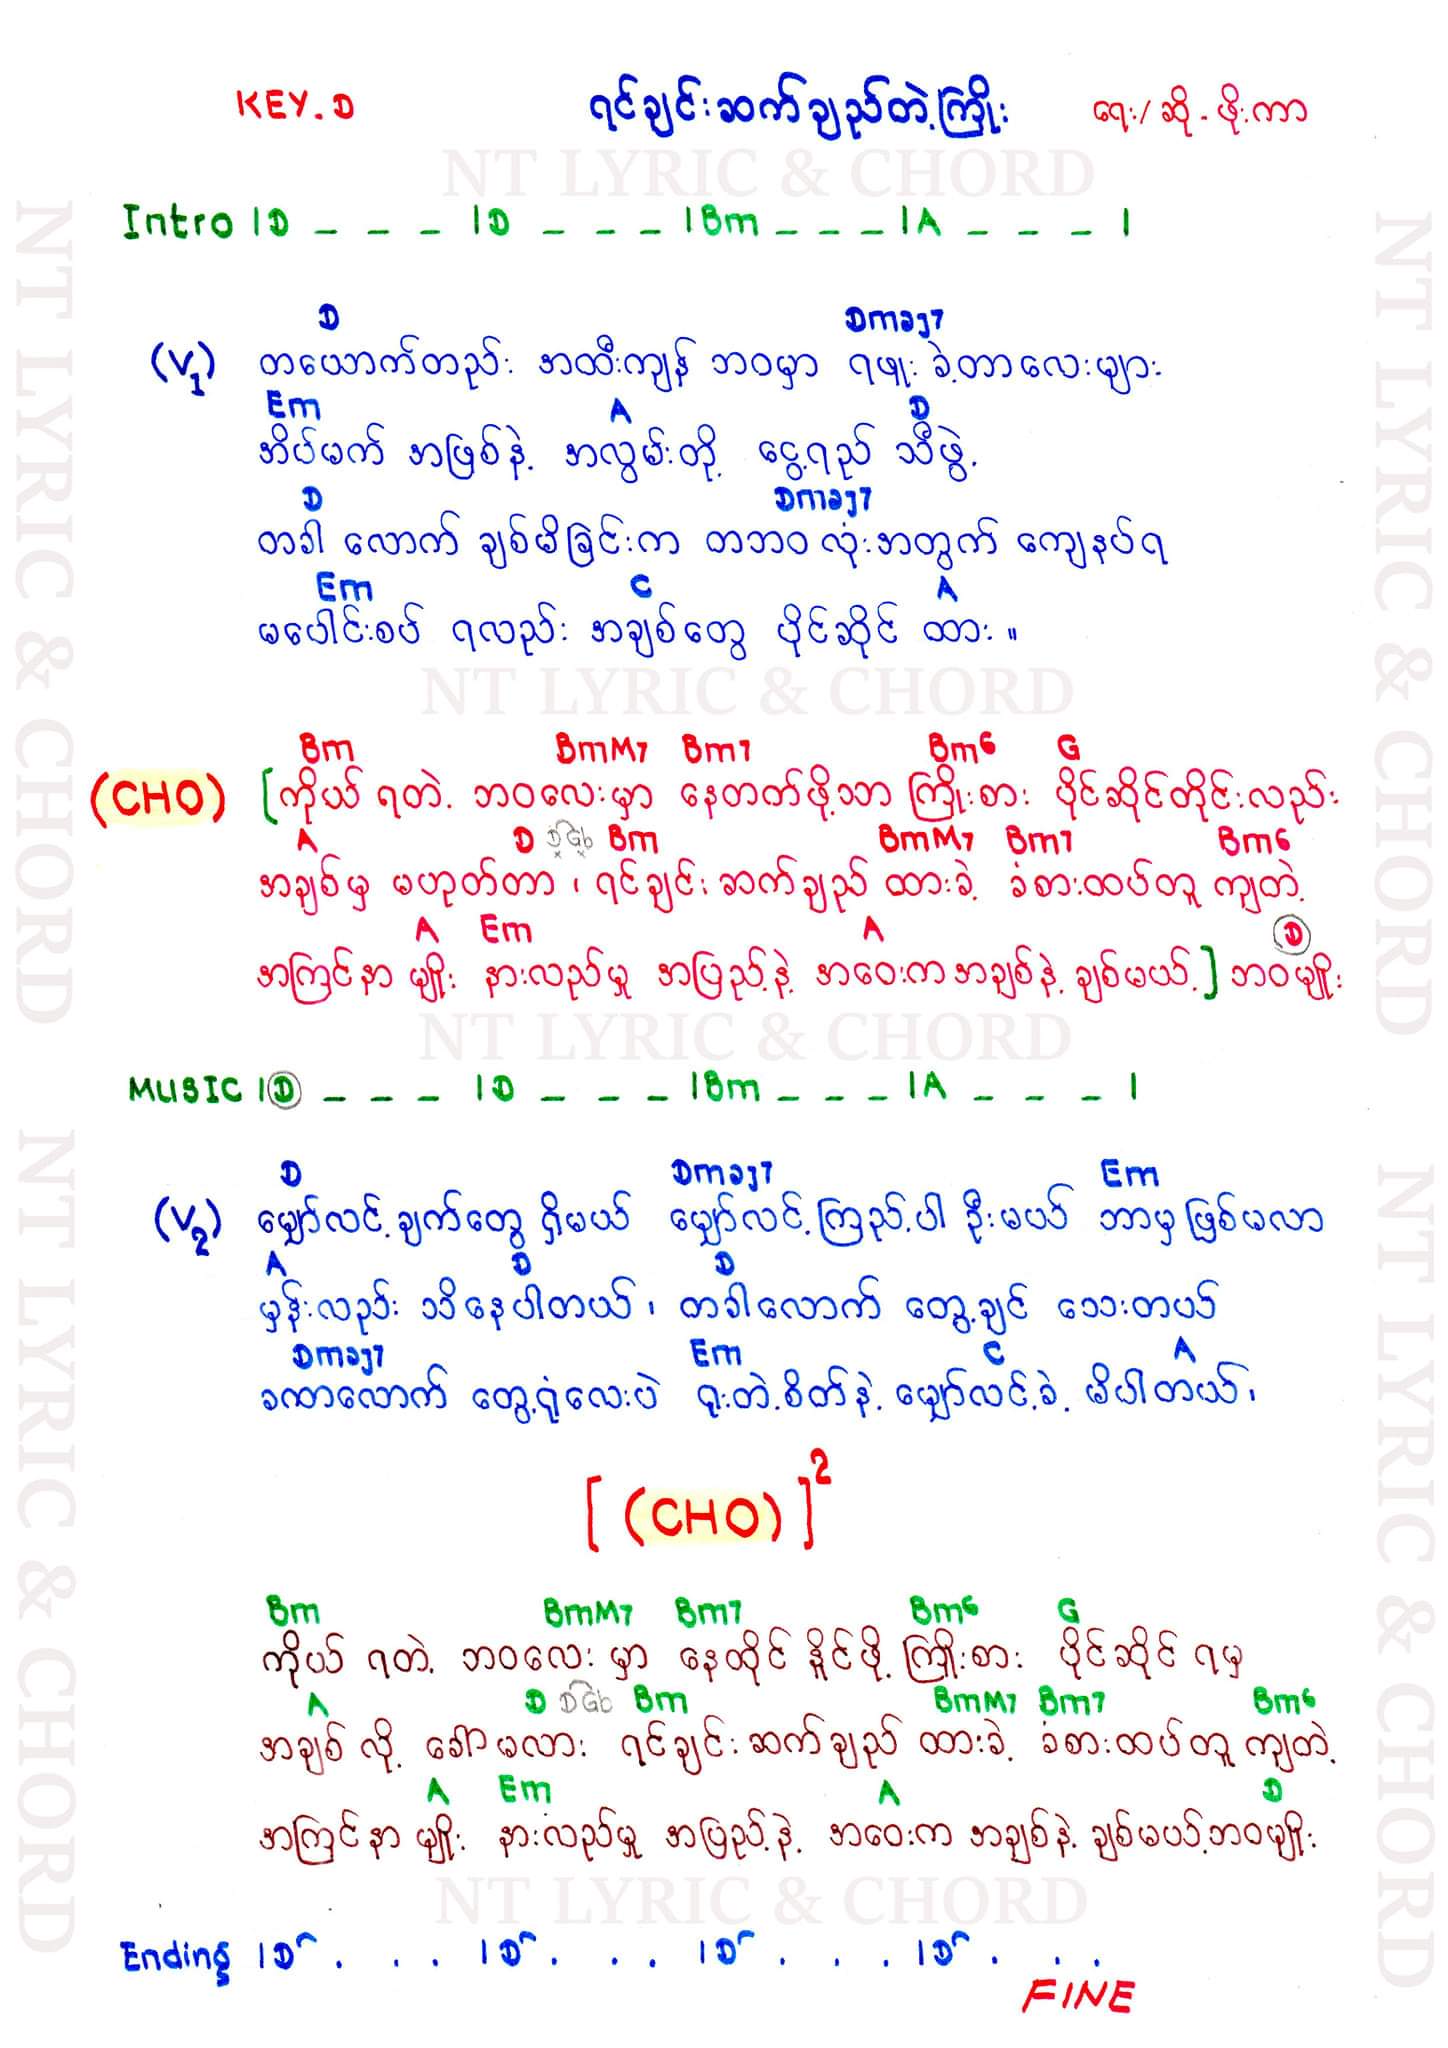 KEY. D ရင်ချင်းဆက်ချည်တဲ့ကြိုး ရေး/ဆို - ဖိုးကာ
NT LYRIC & CHORD
Intro | D _ _ _ | D _ _ _ | Bm _ _ _ | A _ _ _ |
D Dmaj7
(V1) တယောက်တည်း အထီးကျန် ဘဝမှာ ရဖူး ခဲ့တာလေးများ
Em A D
အိပ်မက် အဖြစ်နဲ့ အလွမ်းတို့ ငွေ့ရည် သီဖွဲ့
D Dmaj7
တခါ လောက် ချစ်မိခြင်းက တဘဝ လုံးအတွက် ကျေနပ်ရ
Em C A
မပေါင်းစပ် ရလည်း အချစ်တွေ ပိုင်ဆိုင် ထား ။
NT LYRIC & CHORD
Bm BmM7 Bm7 Bm6 G
(CHO) [ ကိုယ် ရတဲ့ ဘဝလေးမှာ နေတက်ဖို့သာ ကြိုးစား ပိုင်ဆိုင်တိုင်းလည်း
A D D Gb Bm BmM7 Bm7 Bm6
အချစ်မှ မဟုတ်တာ ၊ ရင်ချင်း ဆက်ချည် ထားခဲ့ ခံစားထပ်တူ ကျတဲ့
A Em A D
အကြင်နာ မျိုး နားလည်မှု အပြည့်နဲ့ အဝေးကအချစ်နဲ့ ချစ်မယ့် ] ဘဝမျိုး
NT LYRIC & CHORD
MUSIC | D _ _ _ | D _ _ _ | Bm _ _ _ | A _ _ _ |
D Dmaj7 Em
(V2) မျှော်လင့်ချက်တွေ ရှိမယ် မျှော်လင့်ကြည့်ပါ ဦးမယ် ဘာမှ ဖြစ်မလာ
A D D
မှန်းလည်း သိနေပါတယ် ၊ တခါလောက် တွေ့ချင် သေးတယ်
Dmaj7 Em C A
ခဏလောက် တွေ့ရုံလေးပဲ ရူးတဲ့စိတ်နဲ့ မျှော်လင့်ခဲ့ မိပါတယ် ၊
[ (CHO) ]2
Bm BmM7 Bm7 Bm6 G
ကိုယ် ရတဲ့ ဘဝလေး မှာ နေထိုင် နိုင်ဖို့ ကြိုးစား ပိုင်ဆိုင် ရမှ
A D D Gb Bm BmM7 Bm7 Bm6
အချစ် လို့ ခေါ်မလား ရင်ချင်း ဆက်ချည် ထားခဲ့ ခံစားထပ်တူ ကျတဲ့
A Em A D
အကြင်နာ မျိုး နားလည်မှု အပြည့်နဲ့ အဝေးက အချစ်နဲ့ ချစ်မယ့်ဘဝမျိုး
NT LYRIC & CHORD
Ending | D . . . | D . . . | D . . . | D . . .
FINE
NT LYRIC & CHORD
NT LYRIC & CHORD
NT LYRIC & CHORD
NT LYRIC & CHORD